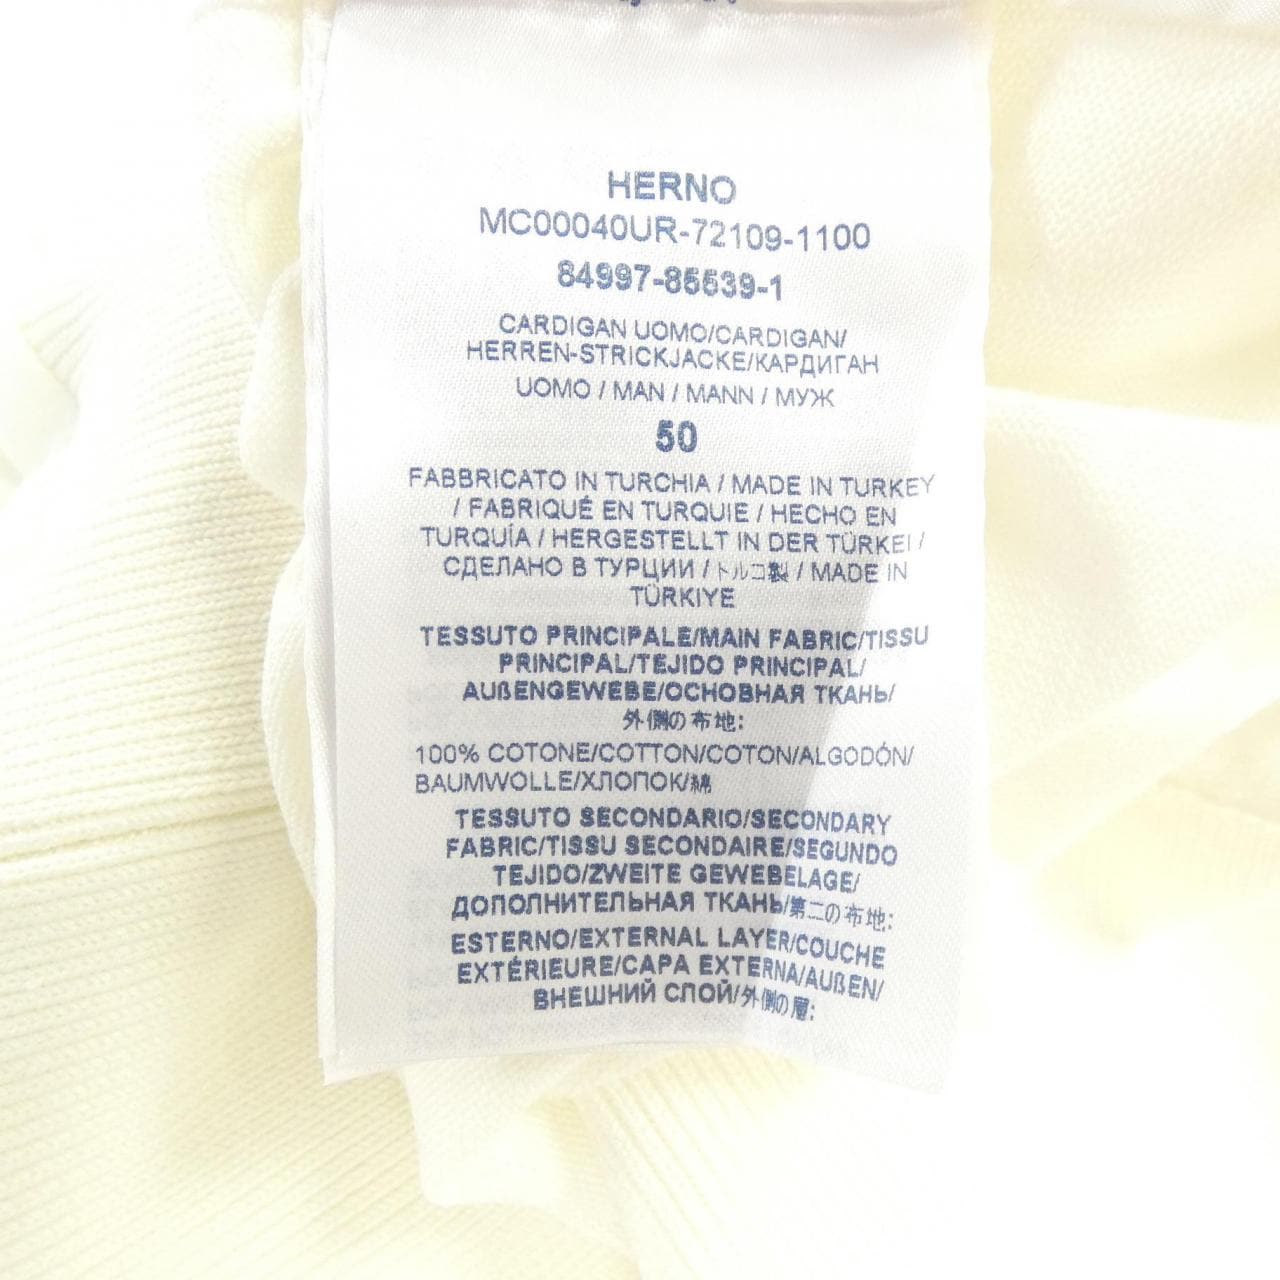 HERNO
MC00040UR-72109-1100
84997-85539-1
CARDIGAN UOMO/CARDIGAN/
HERREN-STRICKJACKE/КАРДИГАН
UOMO / MAN / MANN / МУЖ
50
FABBRICATO IN TURCHIA / MADE IN TURKEY
/ FABRIQUÉ EN TURQUIE / HECHO EN
TURQUÍA / HERGESTELLT IN DER TÜRKEI /
СДЕЛАНО В ТУРЦИИ / トルコ製 / MADE IN
TÜRKIYE
TESSUTO PRINCIPALE/MAIN FABRIC/TISSU
PRINCIPAL/TEJIDO PRINCIPAL/
AUßENGEWEBE/ОСНОВНАЯ ТКАНЬ/
外側の布地:
100% COTONE/COTTON/COTON/ALGODÓN/
BAUMWOLLE/ХЛОПОК/綿
TESSUTO SECONDARIO/SECONDARY
FABRIC/TISSU SECONDAIRE/SEGUNDO
TEJIDO/ZWEITE GEWEBELAGE/
ДОПОЛНИТЕЛЬНАЯ ТКАНЬ/第二の布地:
ESTERNO/EXTERNAL LAYER/COUCHE
EXTÉRIEURE/CAPA EXTERNA/AUßEN/
ВНЕШНИЙ СЛОЙ/外側の層: